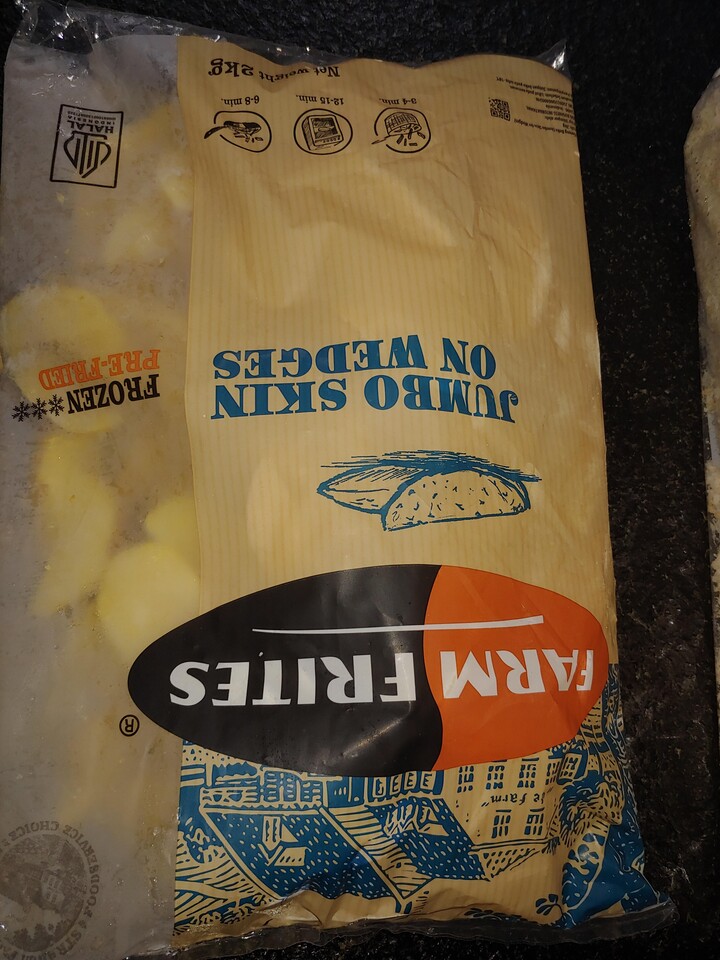 FARM FRITES
®
JUMBO SKIN
ON WEDGES
FROZEN
PRE-FRIED
3-4 min.
12-15 min.
6-8 min.
Net weight 2kg
HALAL
INDONESIA